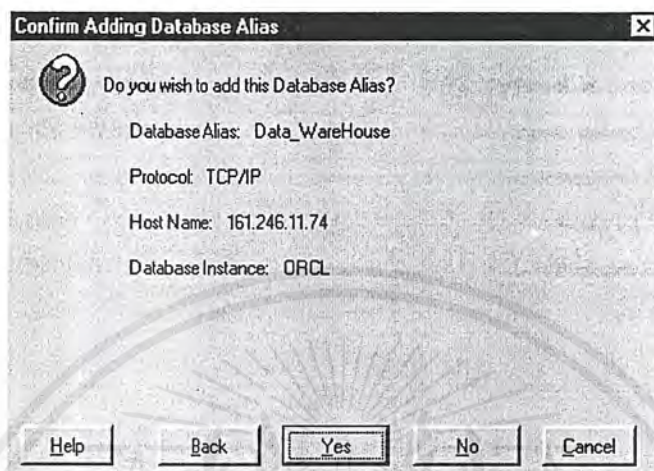 Confirm Adding Database Alias
Do you wish to add this Database Alias?
Database Alias: Data_WareHouse
Protocol: TCP/IP
Host Name: 161.246.11.74
Database Instance: ORCL
Help Back Yes No Cancel